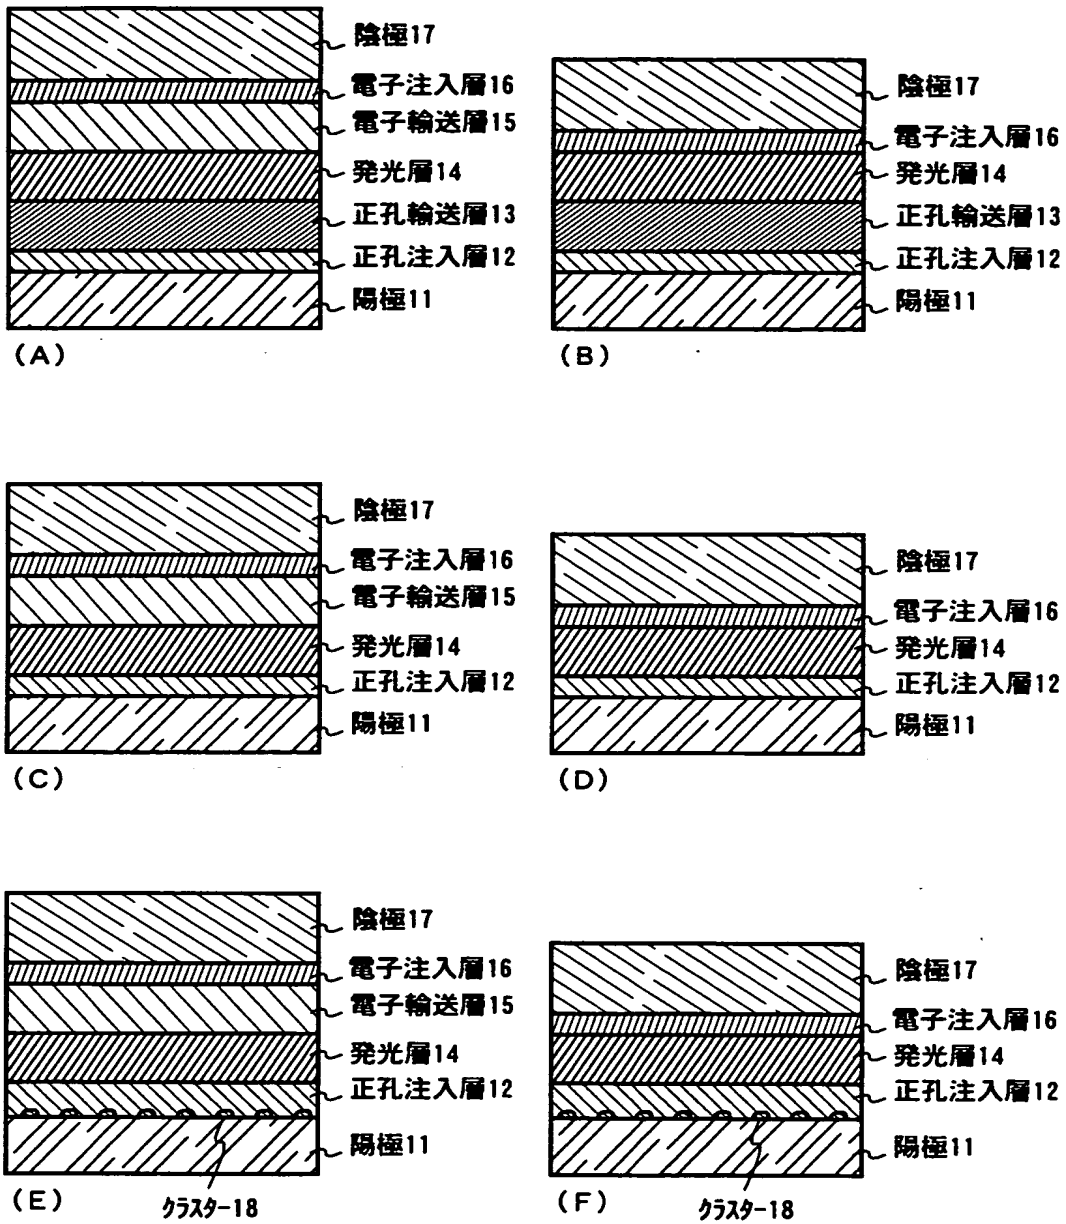 陰極17
電子注入層16
電子輸送層15
発光層14
正孔輸送層13
正孔注入層12
陽極11
(A)
陰極17
電子注入層16
発光層14
正孔輸送層13
正孔注入層12
陽極11
(B)
陰極17
電子注入層16
電子輸送層15
発光層14
正孔注入層12
陽極11
(C)
陰極17
電子注入層16
発光層14
正孔注入層12
陽極11
(D)
陰極17
電子注入層16
電子輸送層15
発光層14
正孔注入層12
陽極11
(E)
クラスター18
陰極17
電子注入層16
発光層14
正孔注入層12
陽極11
(F)
クラスター18